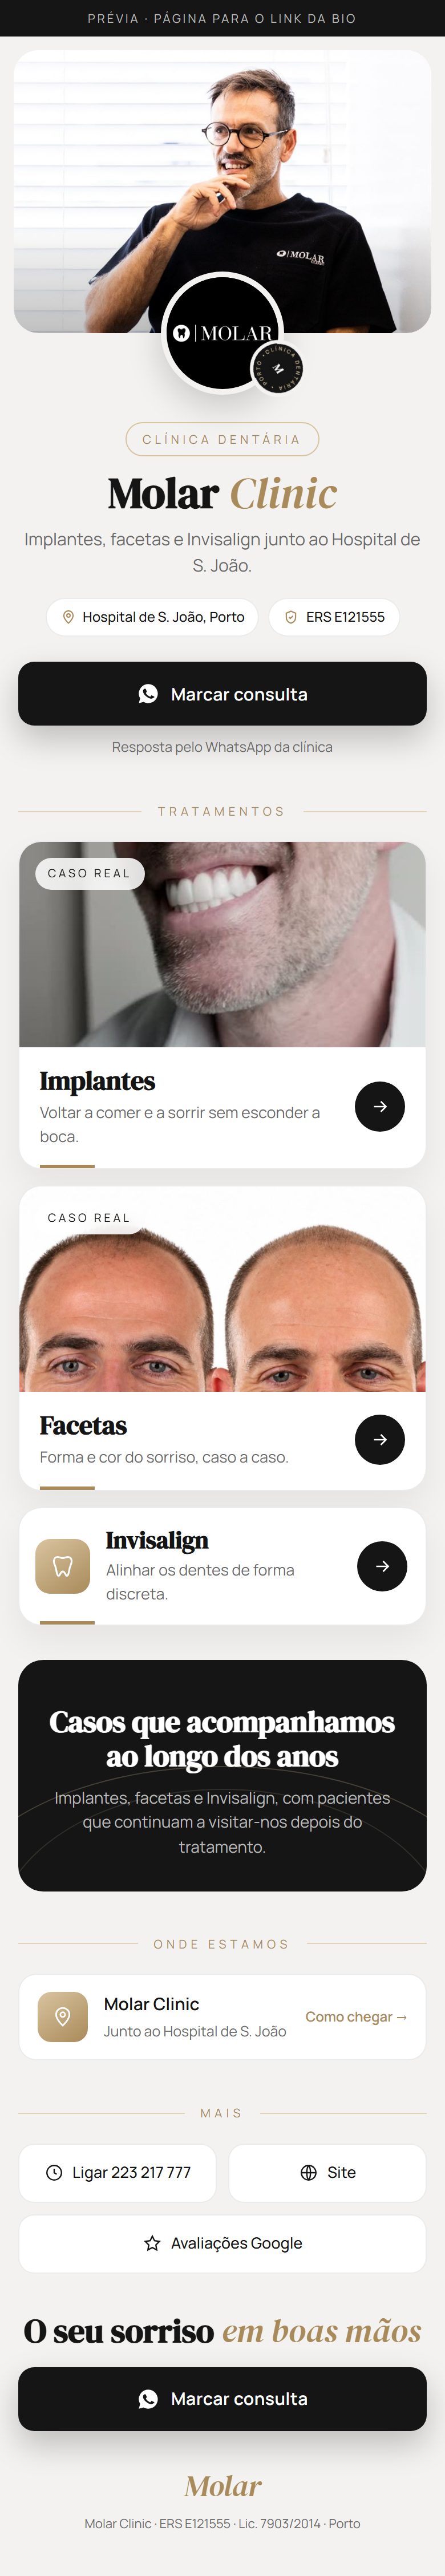 PRÉVIA · PÁGINA PARA O LINK DA BIO
MOLAR
CLINIC
MOLAR
CLÍNICA DENTÁRIA • PORTO •
M
CLÍNICA DENTÁRIA
Molar Clinic
Implantes, facetas e Invisalign junto ao Hospital de
S. João.
Hospital de S. João, Porto
ERS E121555
Marcar consulta
Resposta pelo WhatsApp da clínica
TRATAMENTOS
CASO REAL
Implantes
Voltar a comer e a sorrir sem esconder a
boca.
→
CASO REAL
Facetas
Forma e cor do sorriso, caso a caso.
→
Invisalign
Alinhar os dentes de forma
discreta.
→
Casos que acompanhamos
ao longo dos anos
Implantes, facetas e Invisalign, com pacientes
que continuam a visitar-nos depois do
tratamento.
ONDE ESTAMOS
Molar Clinic
Junto ao Hospital de S. João
Como chegar →
MAIS
Ligar 223 217 777
Site
Avaliações Google
O seu sorriso em boas mãos
Marcar consulta
Molar
Molar Clinic · ERS E121555 · Lic. 7903/2014 · Porto